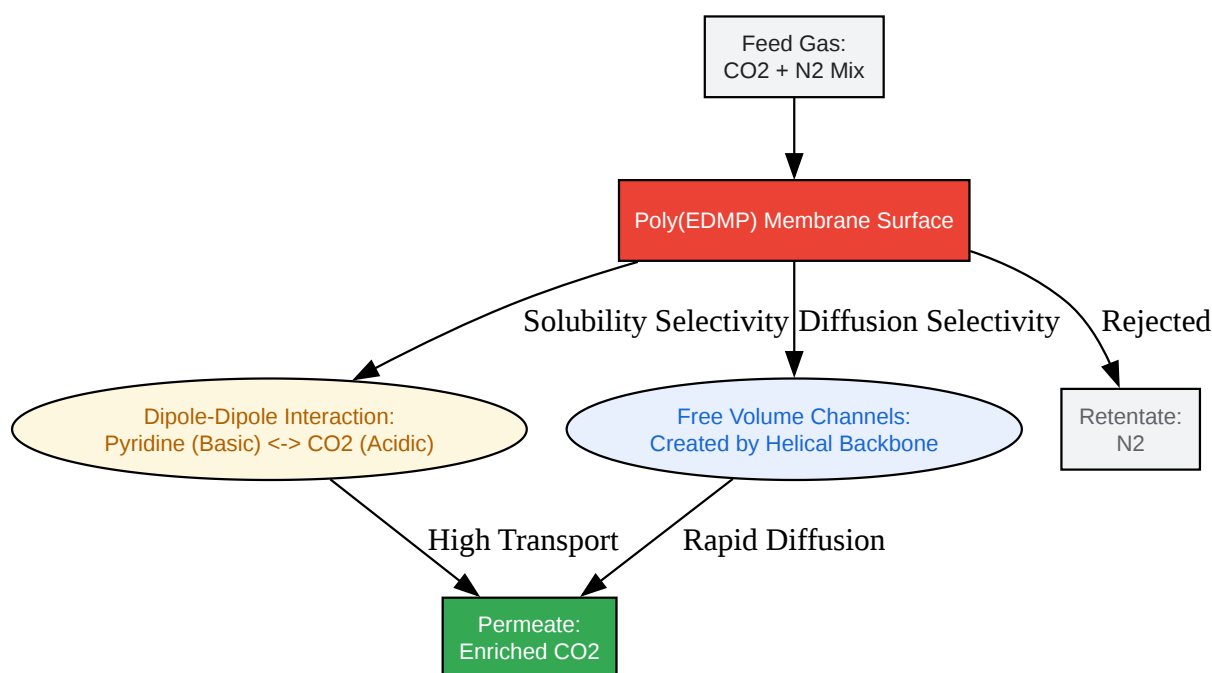 Feed Gas:
CO2 + N2 Mix
Poly(EDMP) Membrane Surface
Solubility Selectivity
Diffusion Selectivity
Rejected
Dipole-Dipole Interaction:
Pyridine (Basic) <-> CO2 (Acidic)
Free Volume Channels:
Created by Helical Backbone
Retentate:
N2
High Transport
Rapid Diffusion
Permeate:
Enriched CO2